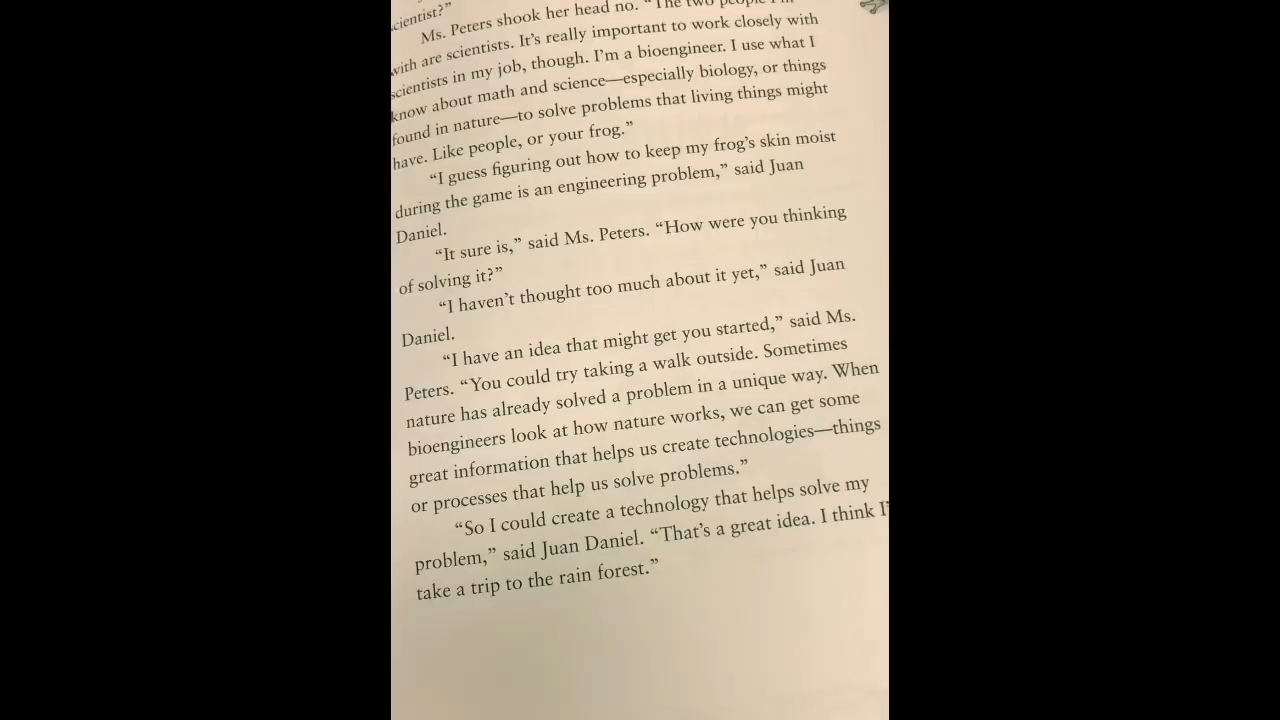 scientist?”
Ms. Peters shook her head no. “The two people I’m
with are scientists. It’s really important to work closely with
scientists in my job, though. I’m a bioengineer. I use what I
know about math and science—especially biology, or things
found in nature—to solve problems that living things might
have. Like people, or your frog.”
“I guess figuring out how to keep my frog’s skin moist
during the game is an engineering problem,” said Juan
Daniel.
“It sure is,” said Ms. Peters. “How were you thinking
of solving it?”
“I haven’t thought too much about it yet,” said Juan
Daniel.
“I have an idea that might get you started,” said Ms.
Peters. “You could try taking a walk outside. Sometimes
nature has already solved a problem in a unique way. When
bioengineers look at how nature works, we can get some
great information that helps us create technologies—things
or processes that help us solve problems.”
“So I could create a technology that helps solve my
problem,” said Juan Daniel. “That’s a great idea. I think I’
take a trip to the rain forest.”